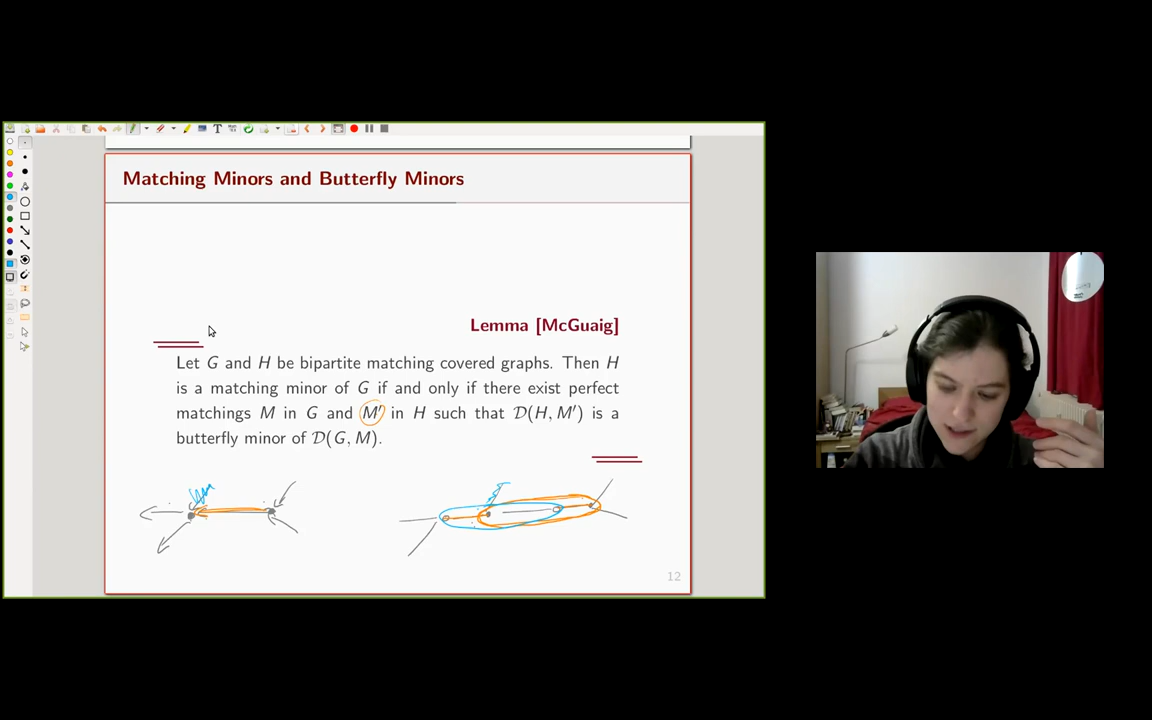 Matching Minors and Butterfly Minors
Lemma [McGuaig]
Let G and H be bipartite matching covered graphs. Then H
is a matching minor of G if and only if there exist perfect
matchings M in G and M′ in H such that 𝒟(H, M′) is a
butterfly minor of 𝒟(G, M).
12